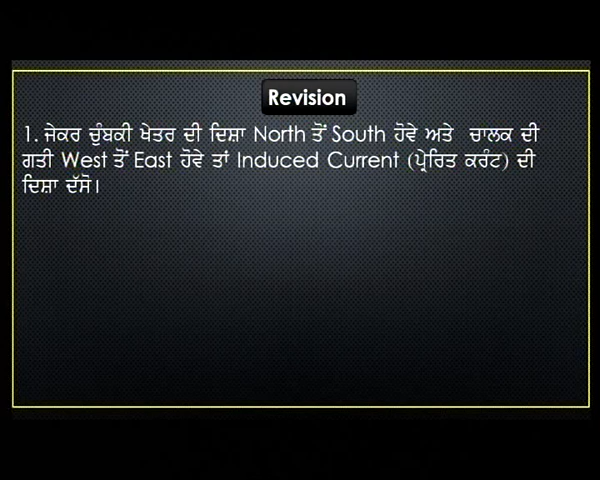 Revision
1. ਜੇਕਰ ਚੁੰਬਕੀ ਖੇਤਰ ਦੀ ਦਿਸ਼ਾ North ਤੋਂ South ਹੋਵੇ ਅਤੇ ਚਾਲਕ ਦੀ
ਗਤੀ West ਤੋਂ East ਹੋਵੇ ਤਾਂ Induced Current (ਪ੍ਰੇਰਿਤ ਕਰੰਟ) ਦੀ
ਦਿਸ਼ਾ ਦੱਸੋ।